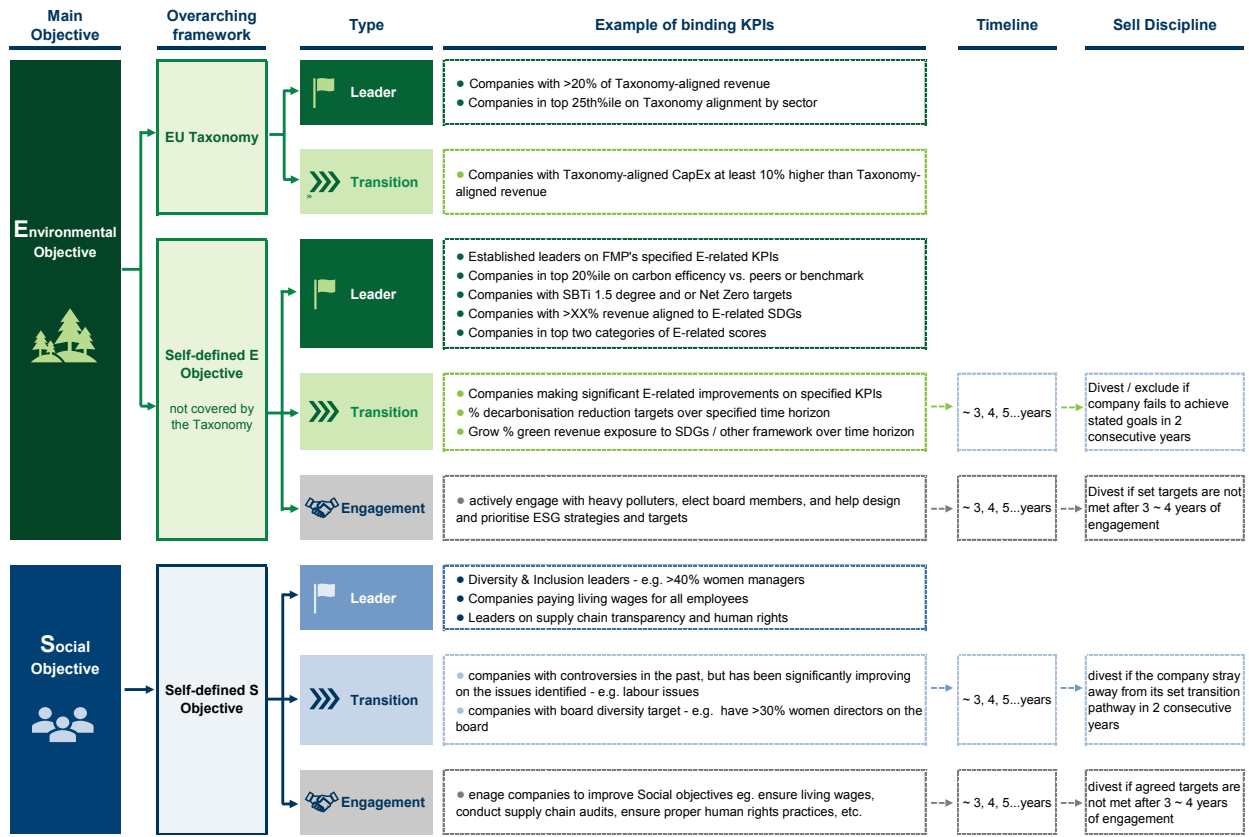 Main
Objective
Overarching
framework
Type
Example of binding KPIs
Timeline
Sell Discipline
Environmental
Objective
EU Taxonomy
Leader
● Companies with >20% of Taxonomy-aligned revenue
● Companies in top 25th%ile on Taxonomy alignment by sector
Transition
● Companies with Taxonomy-aligned CapEx at least 10% higher than Taxonomy-
aligned revenue
Self-defined E
Objective
not covered by
the Taxonomy
Leader
● Established leaders on FMP's specified E-related KPIs
● Companies in top 20%ile on carbon efficency vs. peers or benchmark
● Companies with SBTi 1.5 degree and or Net Zero targets
● Companies with >XX% revenue aligned to E-related SDGs
● Companies in top two categories of E-related scores
Transition
● Companies making significant E-related improvements on specified KPIs
● % decarbonisation reduction targets over specified time horizon
● Grow % green revenue exposure to SDGs / other framework over time horizon
~ 3, 4, 5...years
Divest / exclude if
company fails to achieve
stated goals in 2
consecutive years
Engagement
● actively engage with heavy polluters, elect board members, and help design
and prioritise ESG strategies and targets
~ 3, 4, 5...years
Divest if set targets are not
met after 3 ~ 4 years of
engagement
Social
Objective
Self-defined S
Objective
Leader
● Diversity & Inclusion leaders - e.g. >40% women managers
● Companies paying living wages for all employees
● Leaders on supply chain transparency and human rights
Transition
● companies with controversies in the past, but has been significantly improving
on the issues identified - e.g. labour issues
● companies with board diversity target - e.g. have >30% women directors on the
board
~ 3, 4, 5...years
divest if the company stray
away from its set transition
pathway in 2 consecutive
years
Engagement
● enage companies to improve Social objectives eg. ensure living wages,
conduct supply chain audits, ensure proper human rights practices, etc.
~ 3, 4, 5...years
divest if agreed targets are
not met after 3 ~ 4 years
of engagement